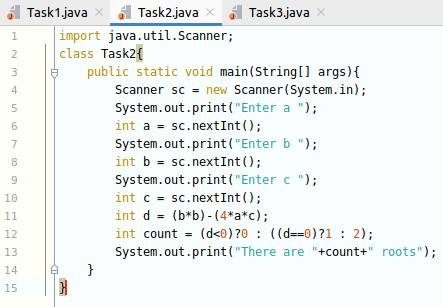 Task1.java × Task2.java × Task3.java ×
1 import java.util.Scanner;
2 class Task2{
3 public static void main(String[] args){
4 Scanner sc = new Scanner(System.in);
5 System.out.print("Enter a ");
6 int a = sc.nextInt();
7 System.out.print("Enter b ");
8 int b = sc.nextInt();
9 System.out.print("Enter c ");
10 int c = sc.nextInt();
11 int d = (b*b)-(4*a*c);
12 int count = (d<0)?0 : ((d==0)?1 : 2);
13 System.out.print("There are "+count+" roots");
14 }
15 }